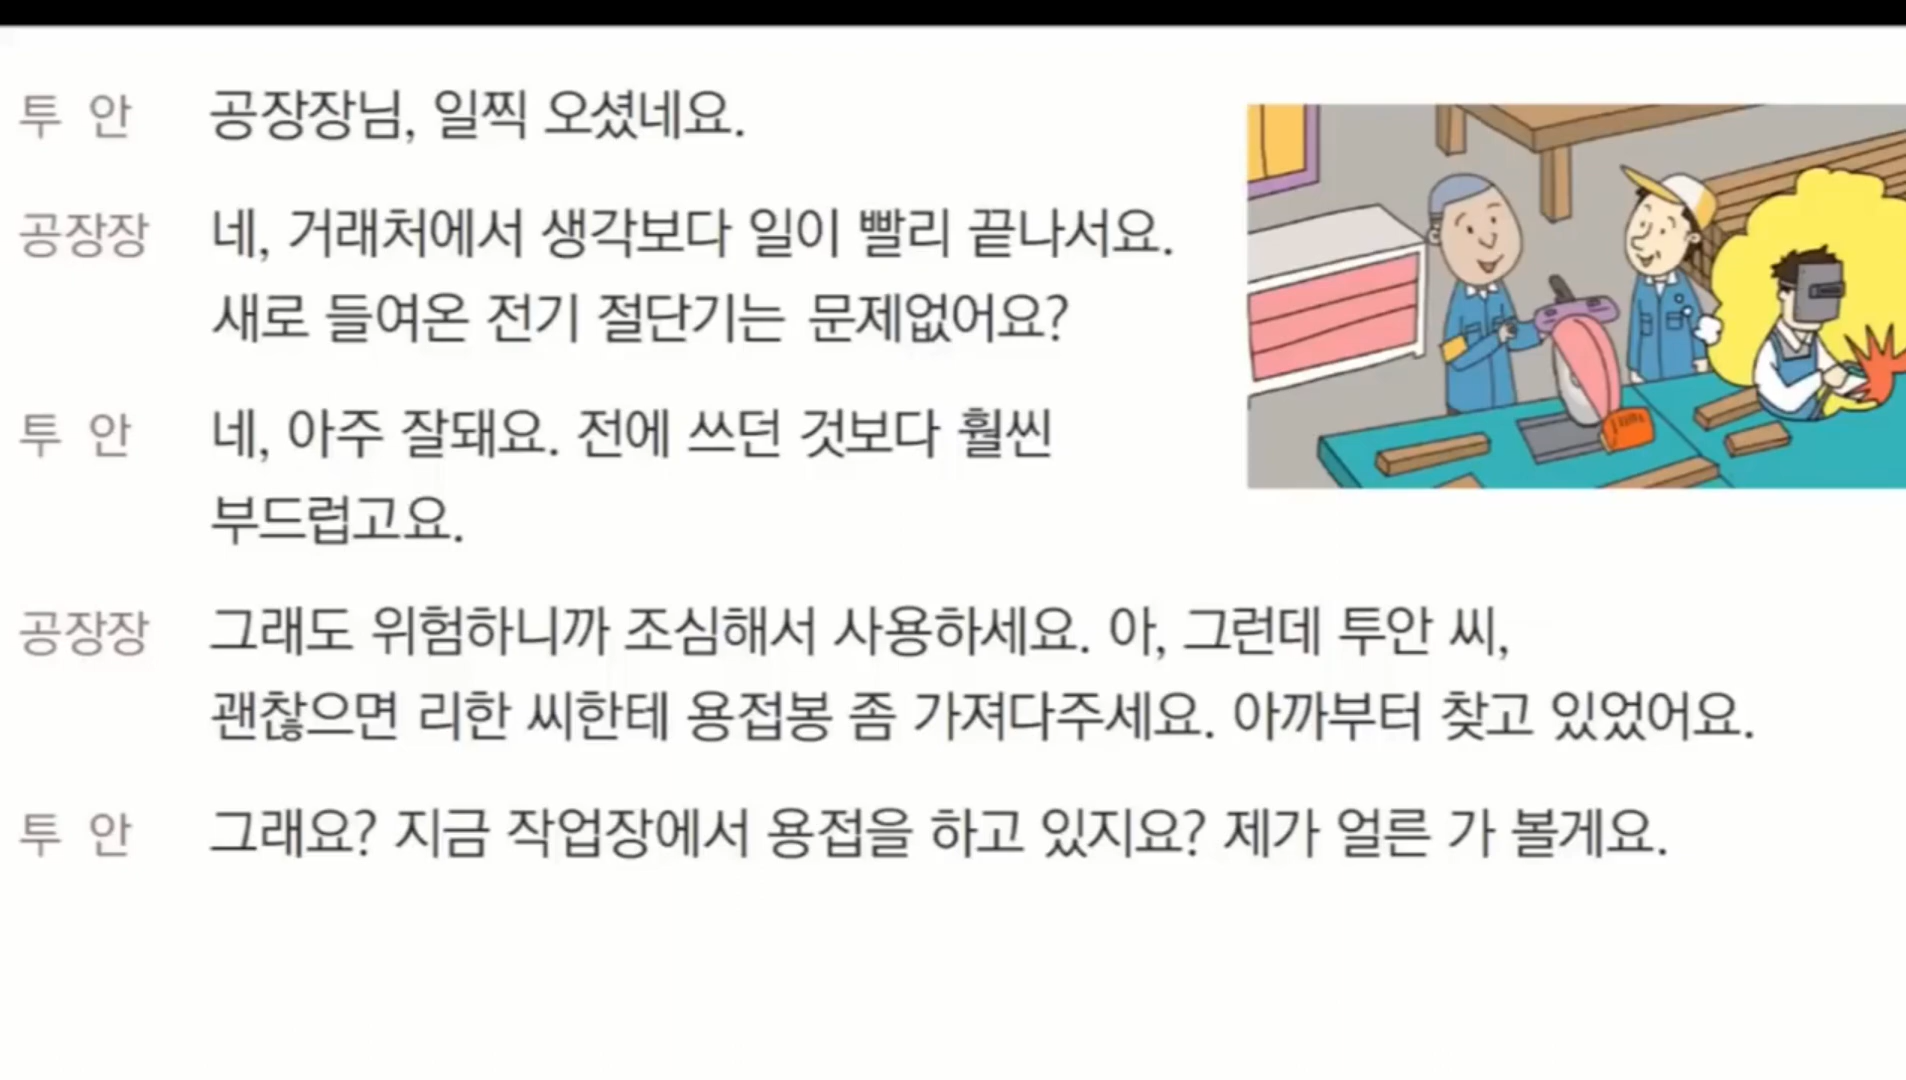 투 안 공장장님, 일찍 오셨네요.
공장장 네, 거래처에서 생각보다 일이 빨리 끝나서요.
새로 들여온 전기 절단기는 문제없어요?
투 안 네, 아주 잘돼요. 전에 쓰던 것보다 훨씬
부드럽고요.
공장장 그래도 위험하니까 조심해서 사용하세요. 아, 그런데 투안 씨,
괜찮으면 리한 씨한테 용접봉 좀 가져다주세요. 아까부터 찾고 있었어요.
투 안 그래요? 지금 작업장에서 용접을 하고 있지요? 제가 얼른 가 볼게요.